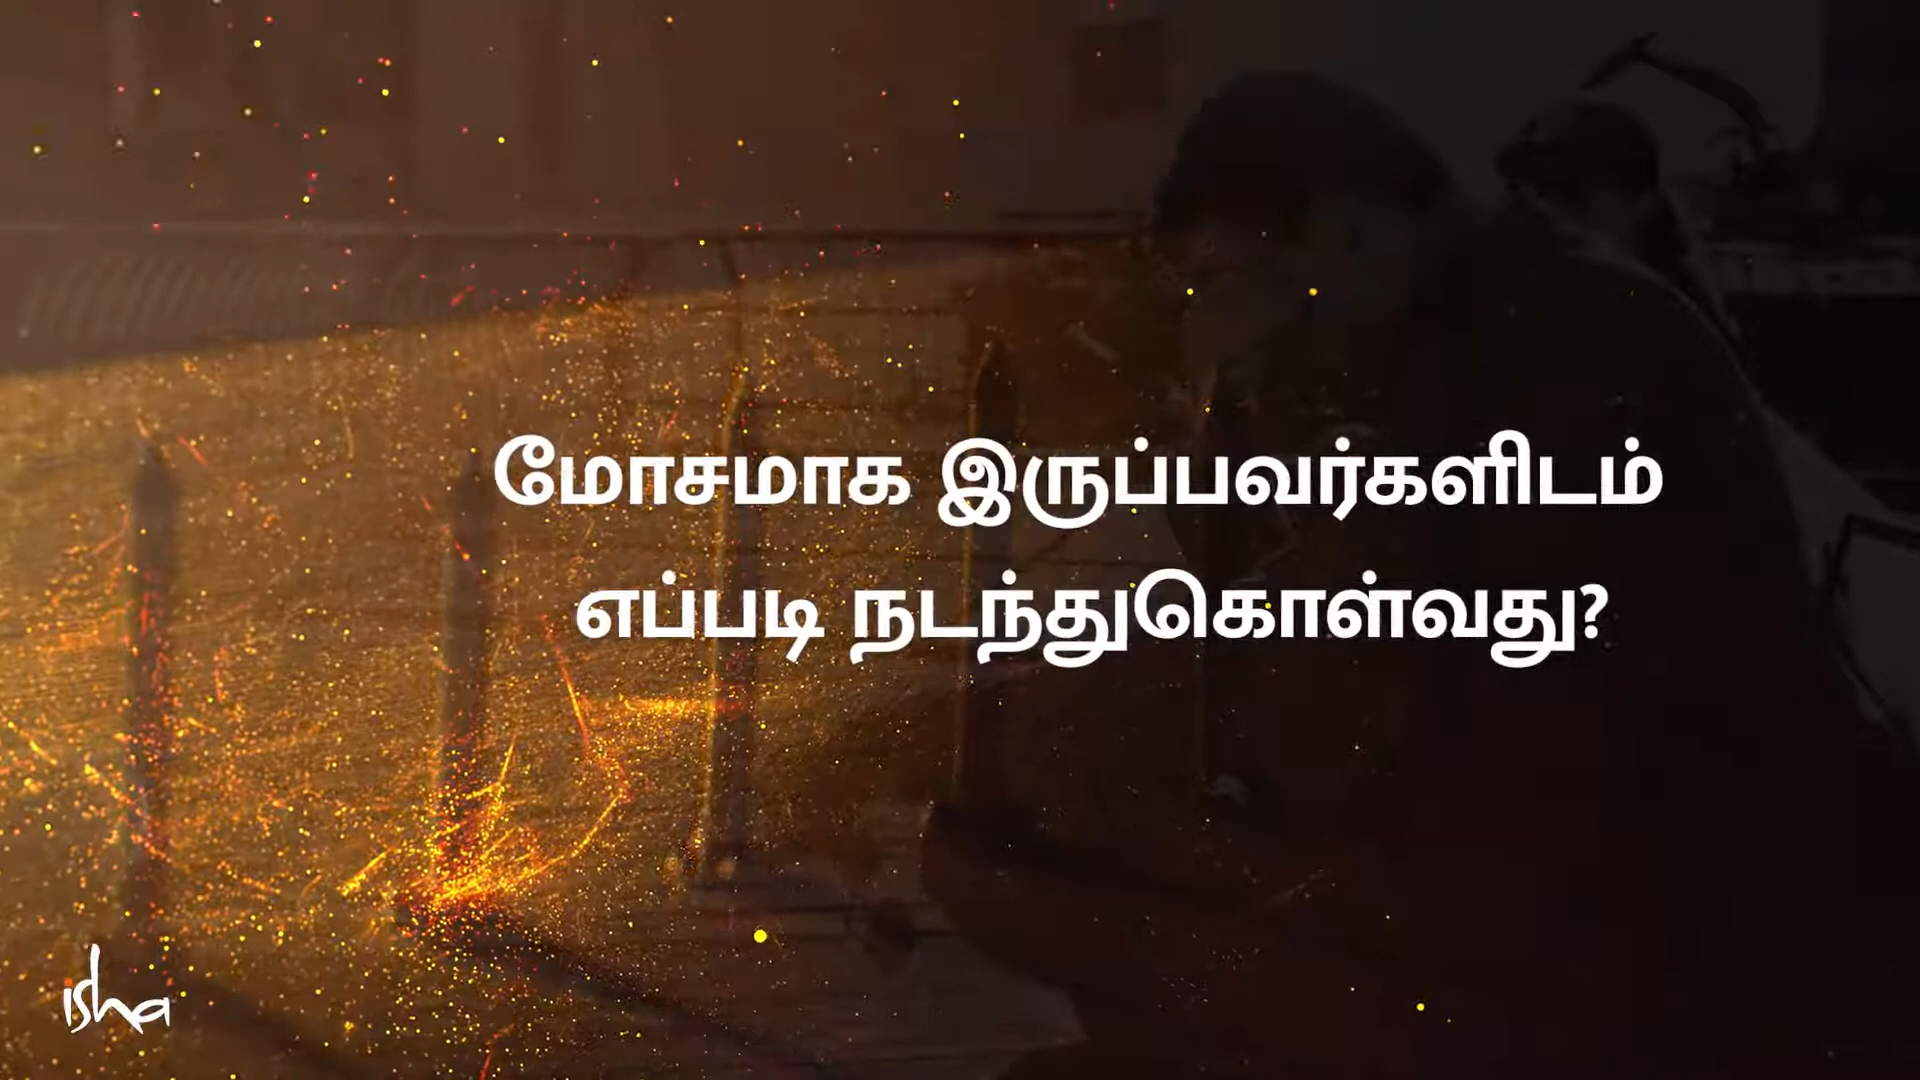 மோசமாக இருப்பவர்களிடம்
எப்படி நடந்துகொள்வது?
isha